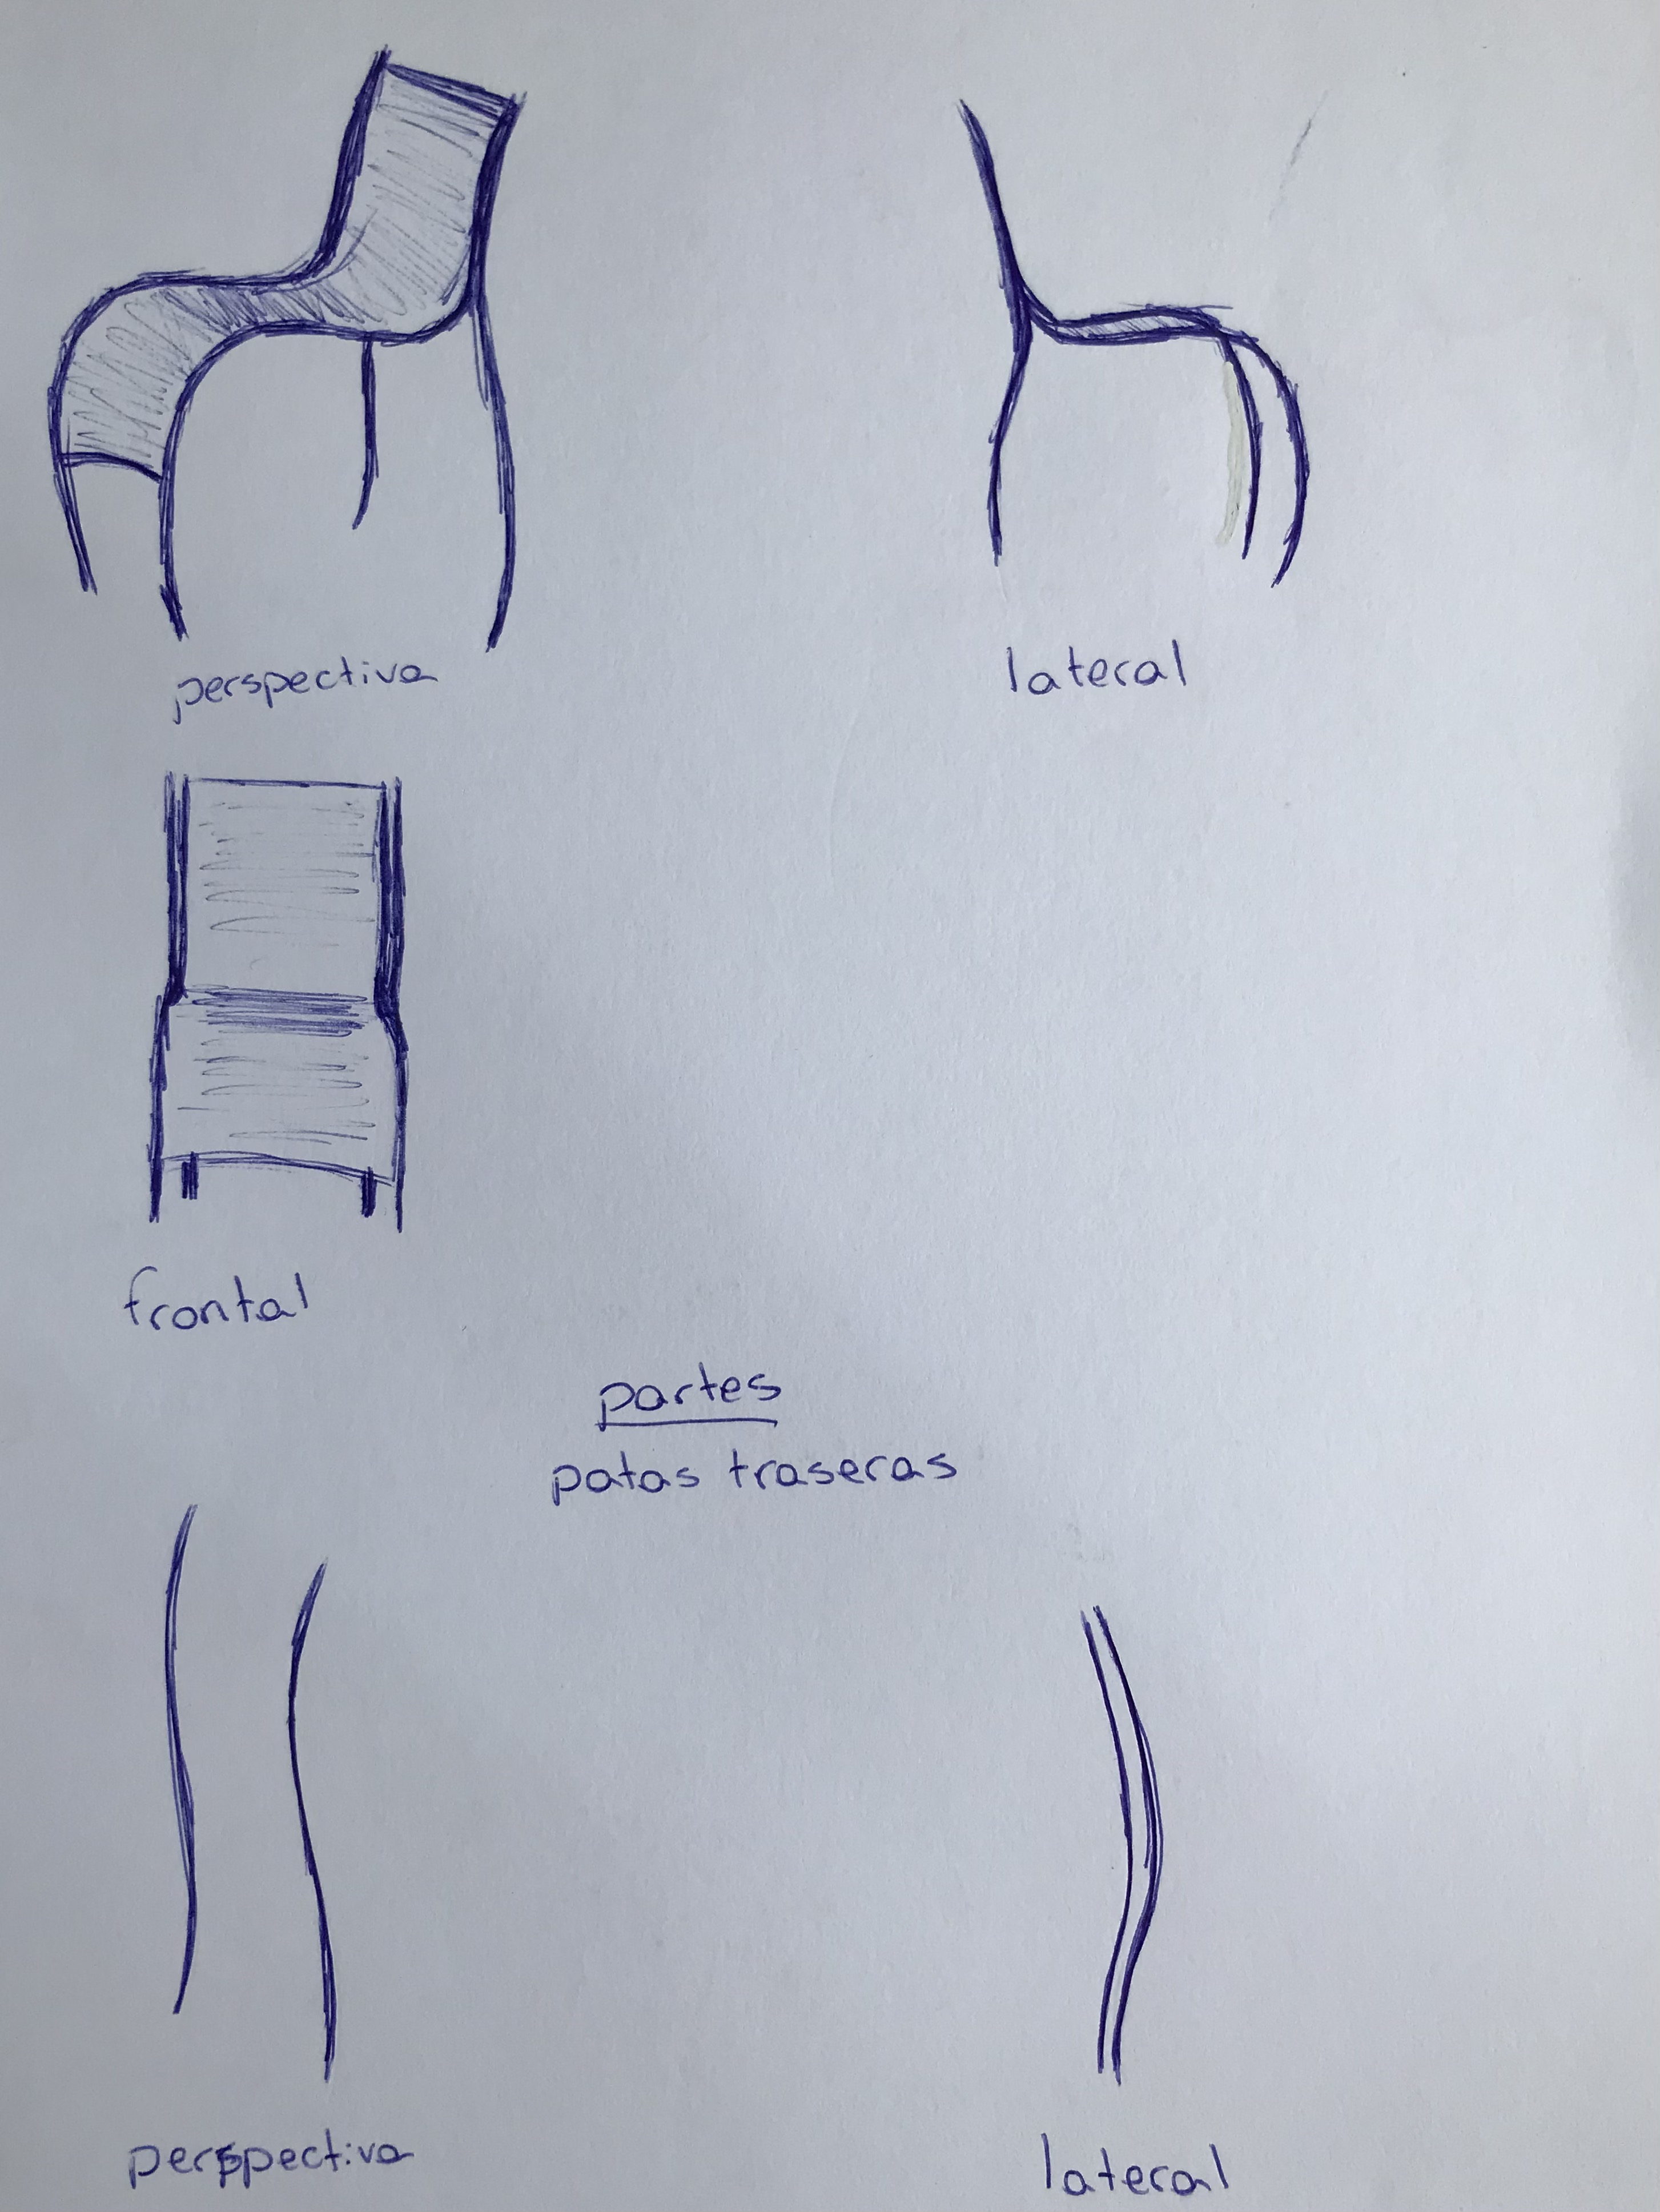 perspectiva
lateral
frontal
partes
patas traseras
perspectiva
lateral